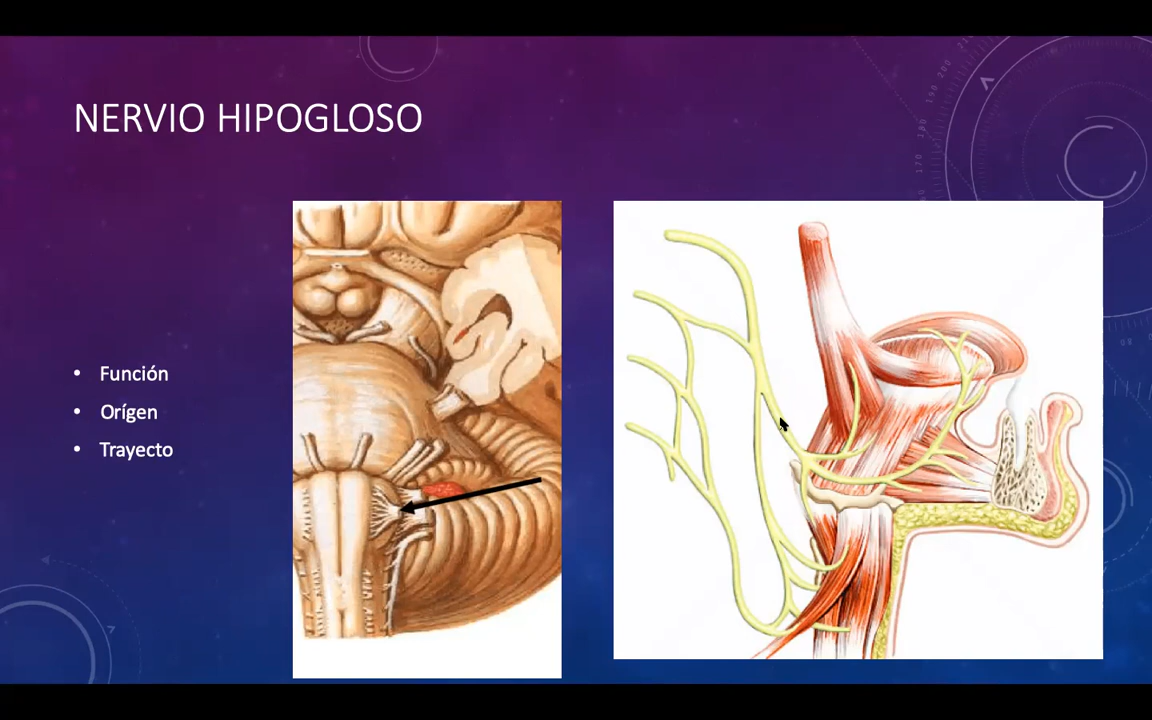 NERVIO HIPOGLOSO
• Función
• Orígen
• Trayecto